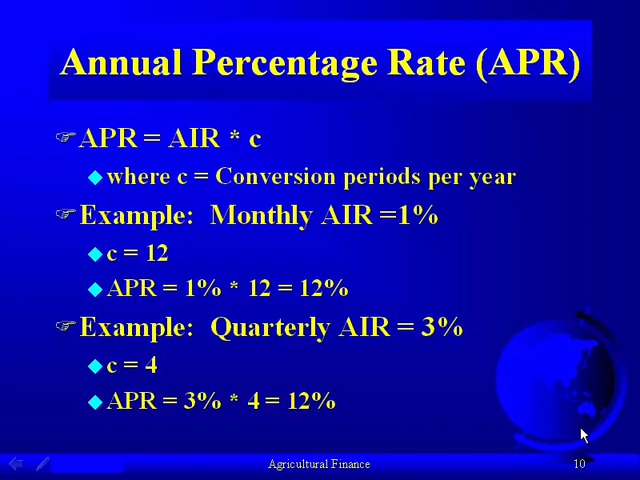 Annual Percentage Rate (APR)
APR = AIR * c
where c = Conversion periods per year
Example: Monthly AIR =1%
c = 12
APR = 1% * 12 = 12%
Example: Quarterly AIR = 3%
c = 4
APR = 3% * 4 = 12%
Agricultural Finance 10